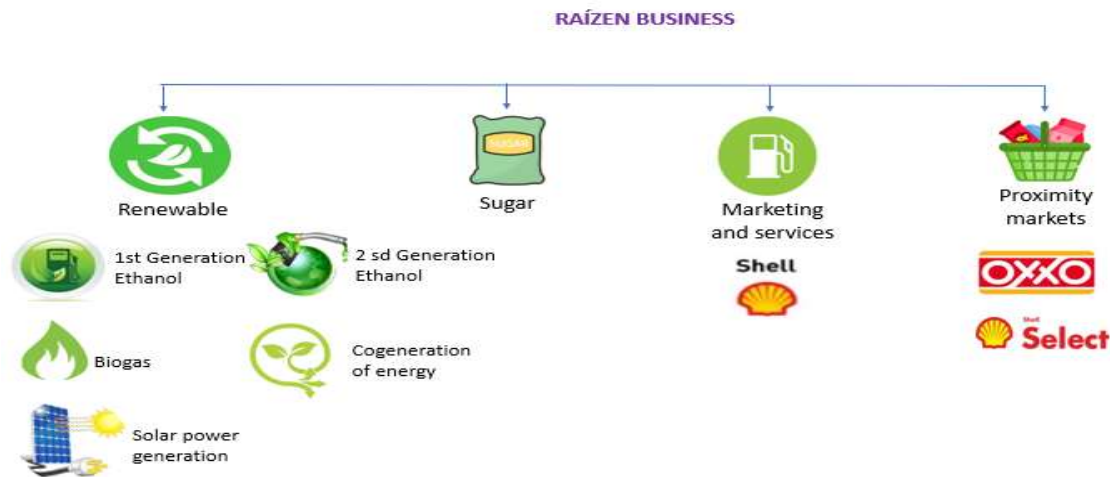 RAÍZEN BUSINESS
SUGAR
Renewable
Sugar
Marketing
and services
Proximity
markets
1st Generation
Ethanol
2 sd Generation
Ethanol
Shell
OXXO
Biogas
Cogeneration
of energy
Shell
Select
Solar power
generation